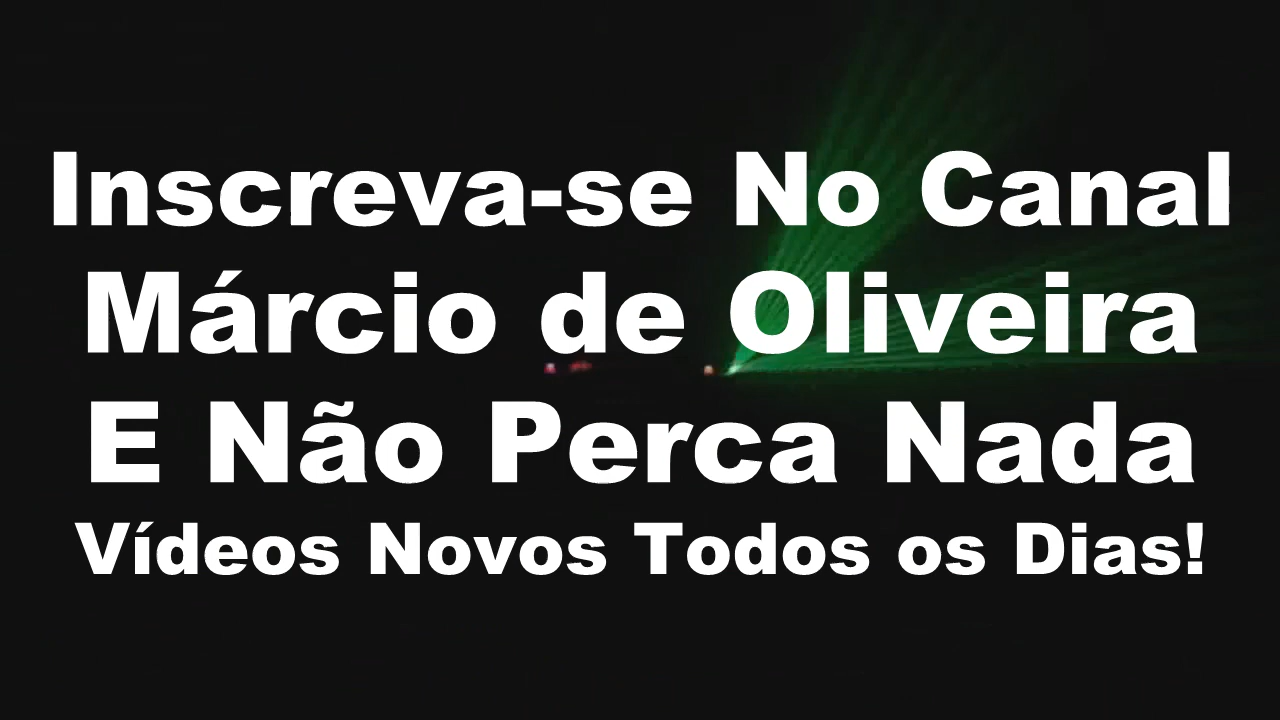 Inscreva-se No Canal
Márcio de Oliveira
E Não Perca Nada
Vídeos Novos Todos os Dias!